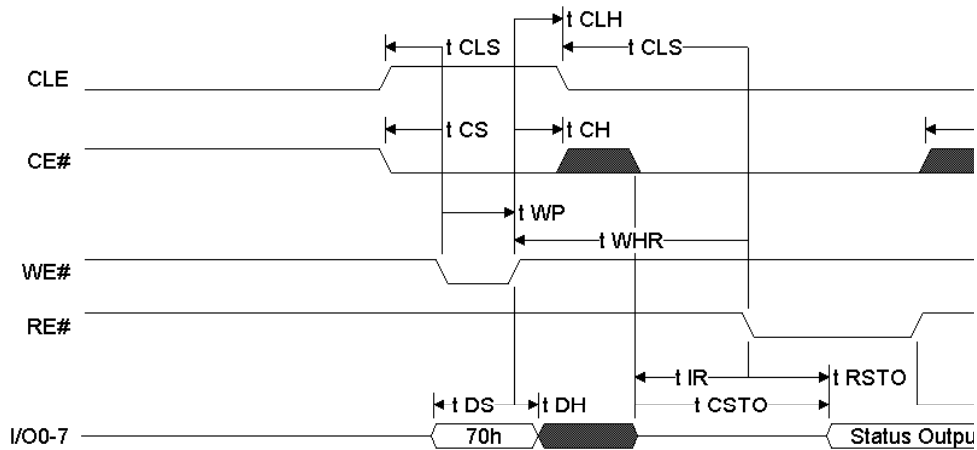 t CLH
t CLS
t CLS
CLE
t CS
t CH
CE#
t WP
t WHR
WE#
RE#
t IR
t RSTO
t DS
t DH
t CSTO
I/O0-7
70h
Status Outpu